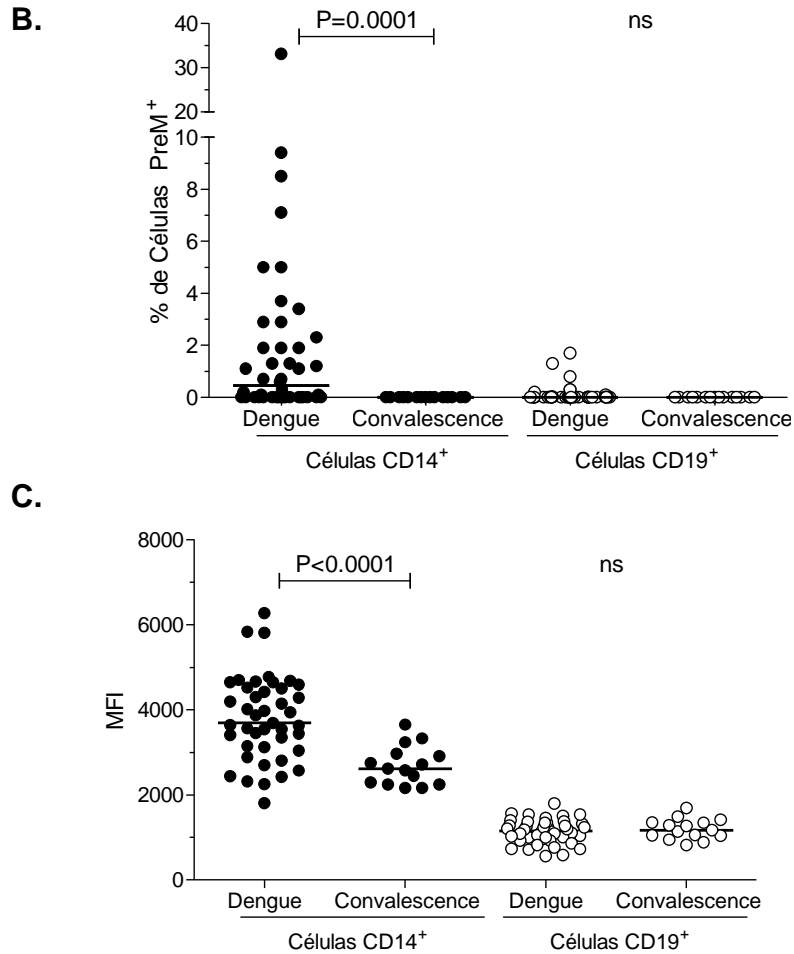 B.
P=0.0001 ns
% de Células PreM+
40
30
20
10
8
6
4
2
0
Dengue Convalescence Dengue Convalescence
Células CD14+ Células CD19+
C.
P<0.0001 ns
MFI
8000
6000
4000
2000
0
Dengue Convalescence Dengue Convalescence
Células CD14+ Células CD19+